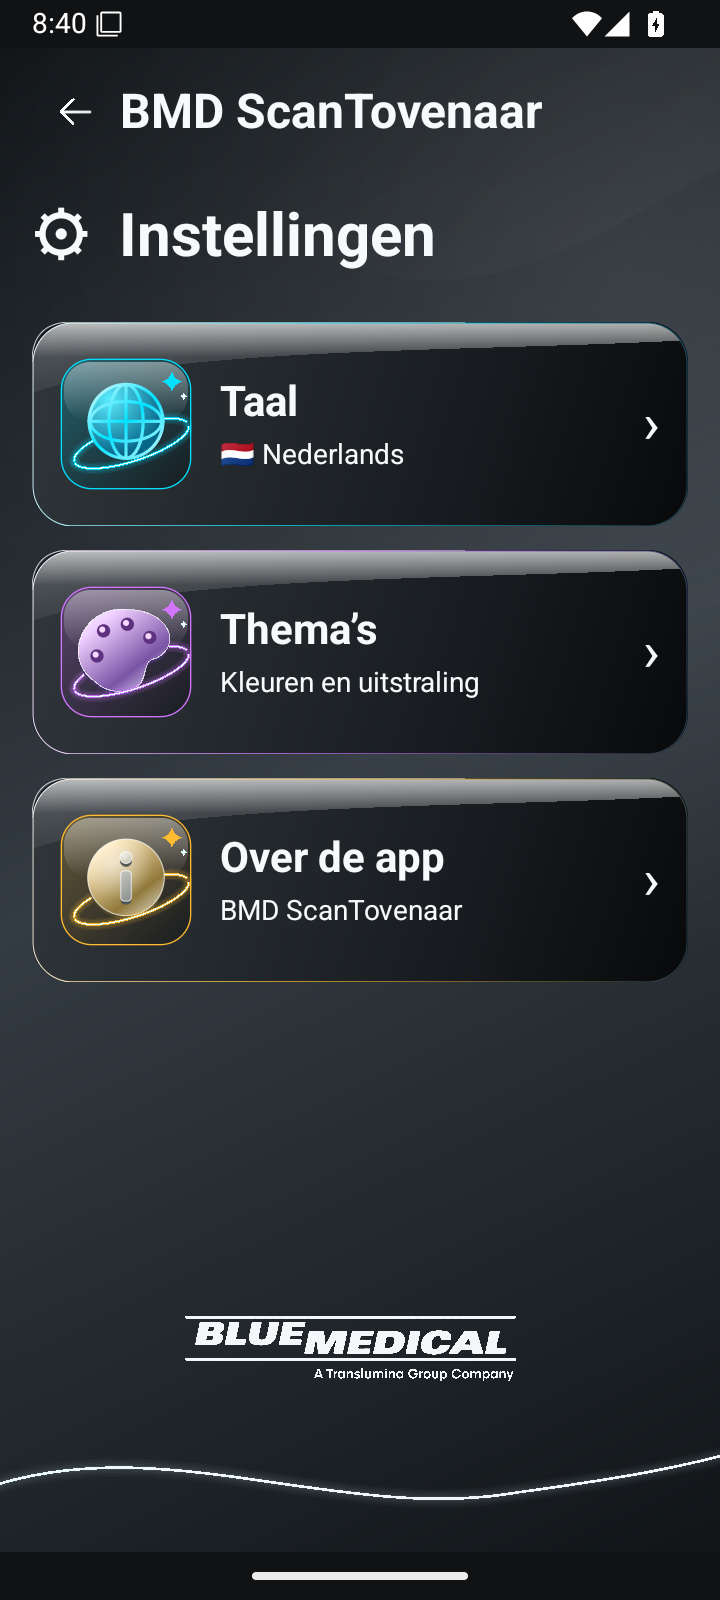 8:40
BMD ScanTovenaar
Instellingen
Taal
🇳🇱 Nederlands
Thema’s
Kleuren en uitstraling
Over de app
BMD ScanTovenaar
BLUEMEDICAL
A Translumina Group Company